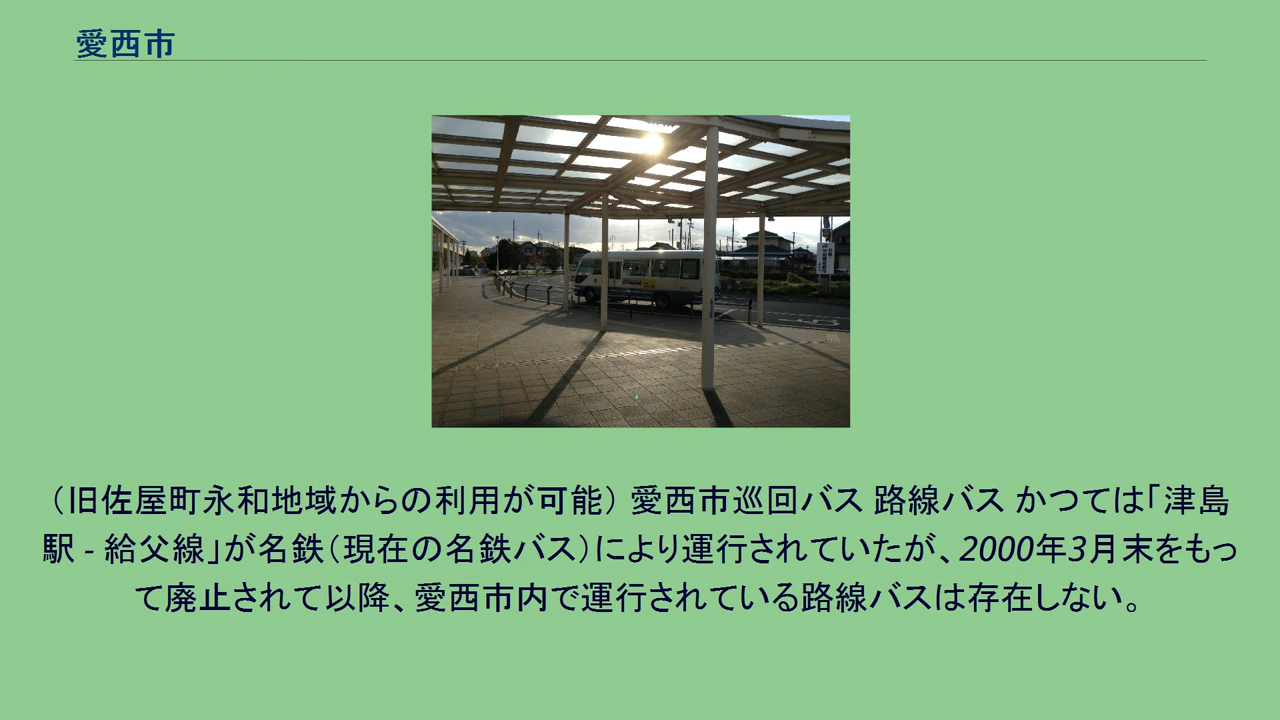 愛西市
（旧佐屋町永和地域からの利用が可能） 愛西市巡回バス 路線バス かつては「津島
駅 - 給父線」が名鉄（現在の名鉄バス）により運行されていたが、2000年3月末をもっ
て廃止されて以降、愛西市内で運行されている路線バスは存在しない。